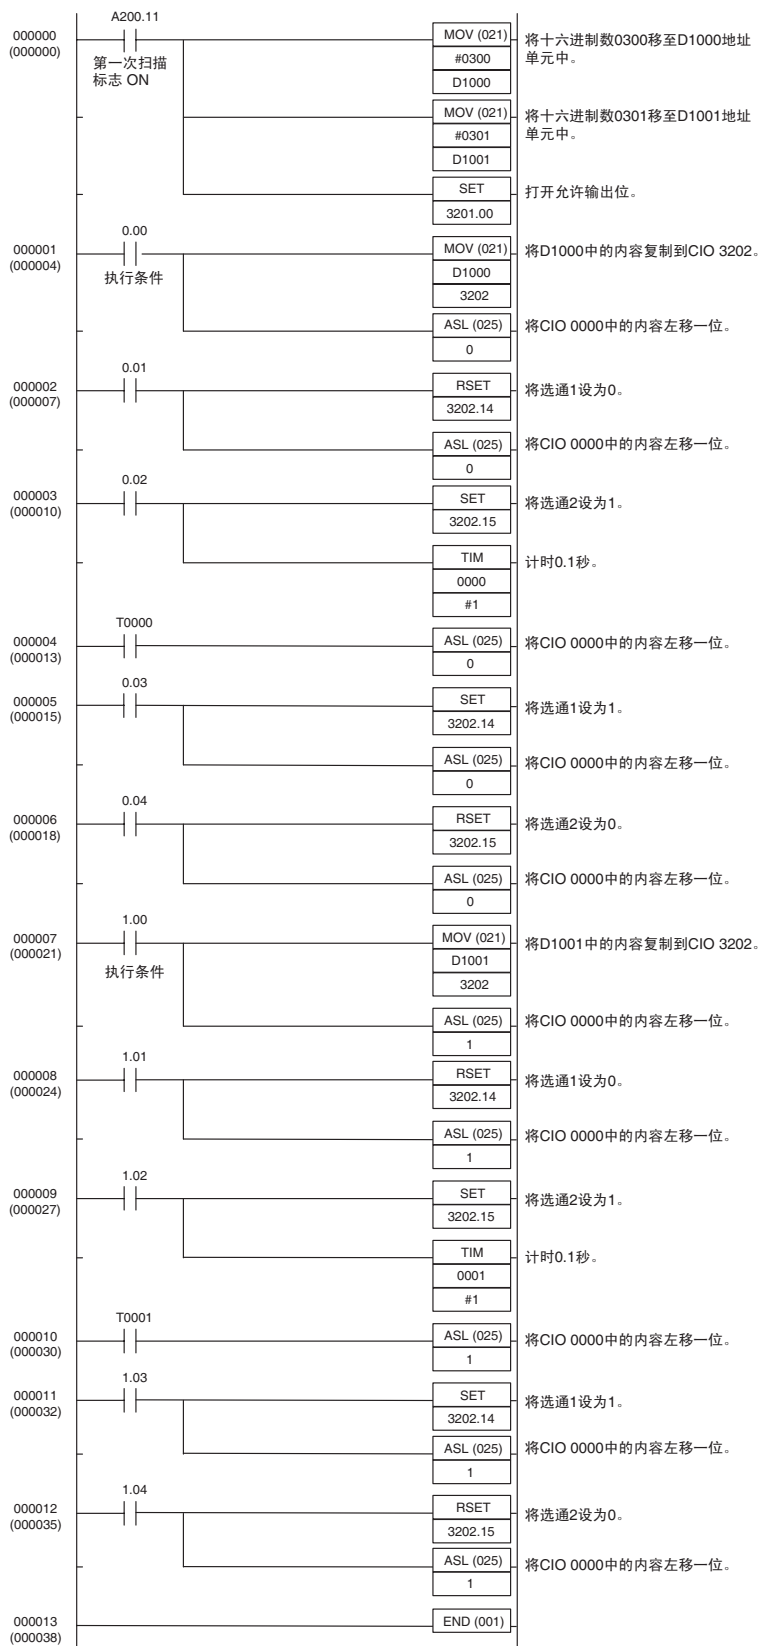 A200.11
000000
(000000)
第一次扫描
标志 ON
MOV (021)
#0300
D1000
将十六进制数0300移至D1000地址
单元中。
MOV (021)
#0301
D1001
将十六进制数0301移至D1001地址
单元中。
SET
3201.00
打开允许输出位。
0.00
000001
(000004)
执行条件
MOV (021)
D1000
3202
将D1000中的内容复制到CIO 3202。
ASL (025)
0
将CIO 0000中的内容左移一位。
0.01
000002
(000007)
RSET
3202.14
将选通1设为0。
ASL (025)
0
将CIO 0000中的内容左移一位。
0.02
000003
(000010)
SET
3202.15
将选通2设为1。
TIM
0000
#1
计时0.1秒。
T0000
000004
(000013)
ASL (025)
0
将CIO 0000中的内容左移一位。
0.03
000005
(000015)
SET
3202.14
将选通1设为1。
ASL (025)
0
将CIO 0000中的内容左移一位。
0.04
000006
(000018)
RSET
3202.15
将选通2设为0。
ASL (025)
0
将CIO 0000中的内容左移一位。
1.00
000007
(000021)
执行条件
MOV (021)
D1001
3202
将D1001中的内容复制到CIO 3202。
ASL (025)
1
将CIO 0000中的内容左移一位。
1.01
000008
(000024)
RSET
3202.14
将选通1设为0。
ASL (025)
1
将CIO 0000中的内容左移一位。
1.02
000009
(000027)
SET
3202.15
将选通2设为1。
TIM
0001
#1
计时0.1秒。
T0001
000010
(000030)
ASL (025)
1
将CIO 0000中的内容左移一位。
1.03
000011
(000032)
SET
3202.14
将选通1设为1。
ASL (025)
1
将CIO 0000中的内容左移一位。
1.04
000012
(000035)
RSET
3202.15
将选通2设为0。
ASL (025)
1
将CIO 0000中的内容左移一位。
000013
(000038)
END (001)